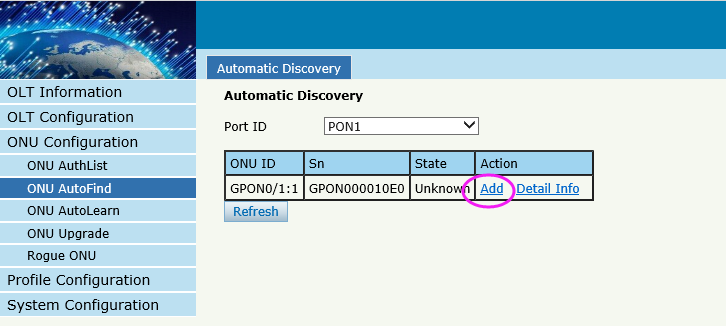 Automatic Discovery
OLT Information
OLT Configuration
ONU Configuration
ONU AuthList
ONU AutoFind
ONU AutoLearn
ONU Upgrade
Rogue ONU
Profile Configuration
System Configuration
Automatic Discovery
Port ID PON1
ONU ID Sn State Action
GPON0/1:1 GPON000010E0 Unknown Add Detail Info
Refresh